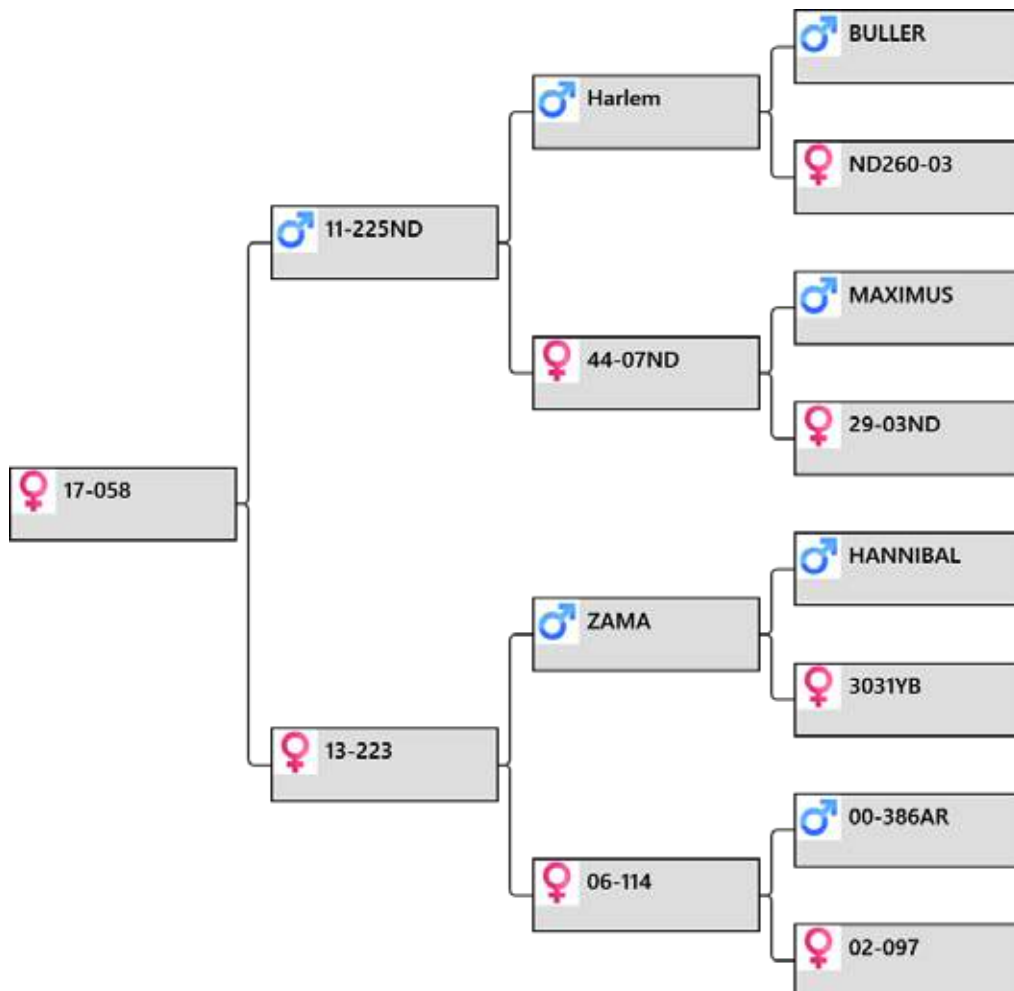 BULLER
Harlem
ND260-03
11-225ND
MAXIMUS
44-07ND
29-03ND
17-058
HANNIBAL
ZAMA
3031YB
13-223
00-386AR
06-114
02-097